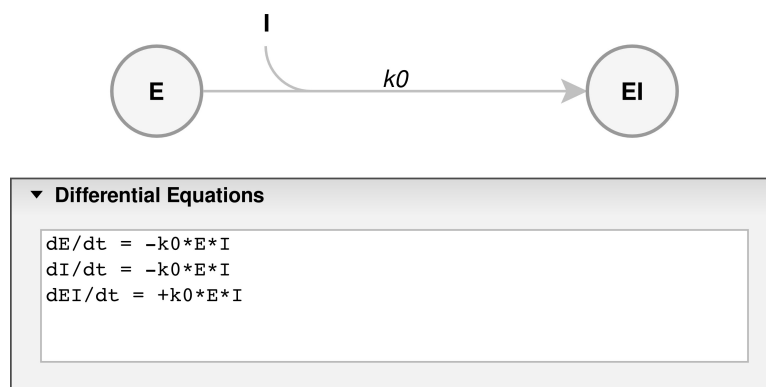 I
E
k0
EI
Differential Equations
dE/dt = -k0*E*I
dI/dt = -k0*E*I
dEI/dt = +k0*E*I